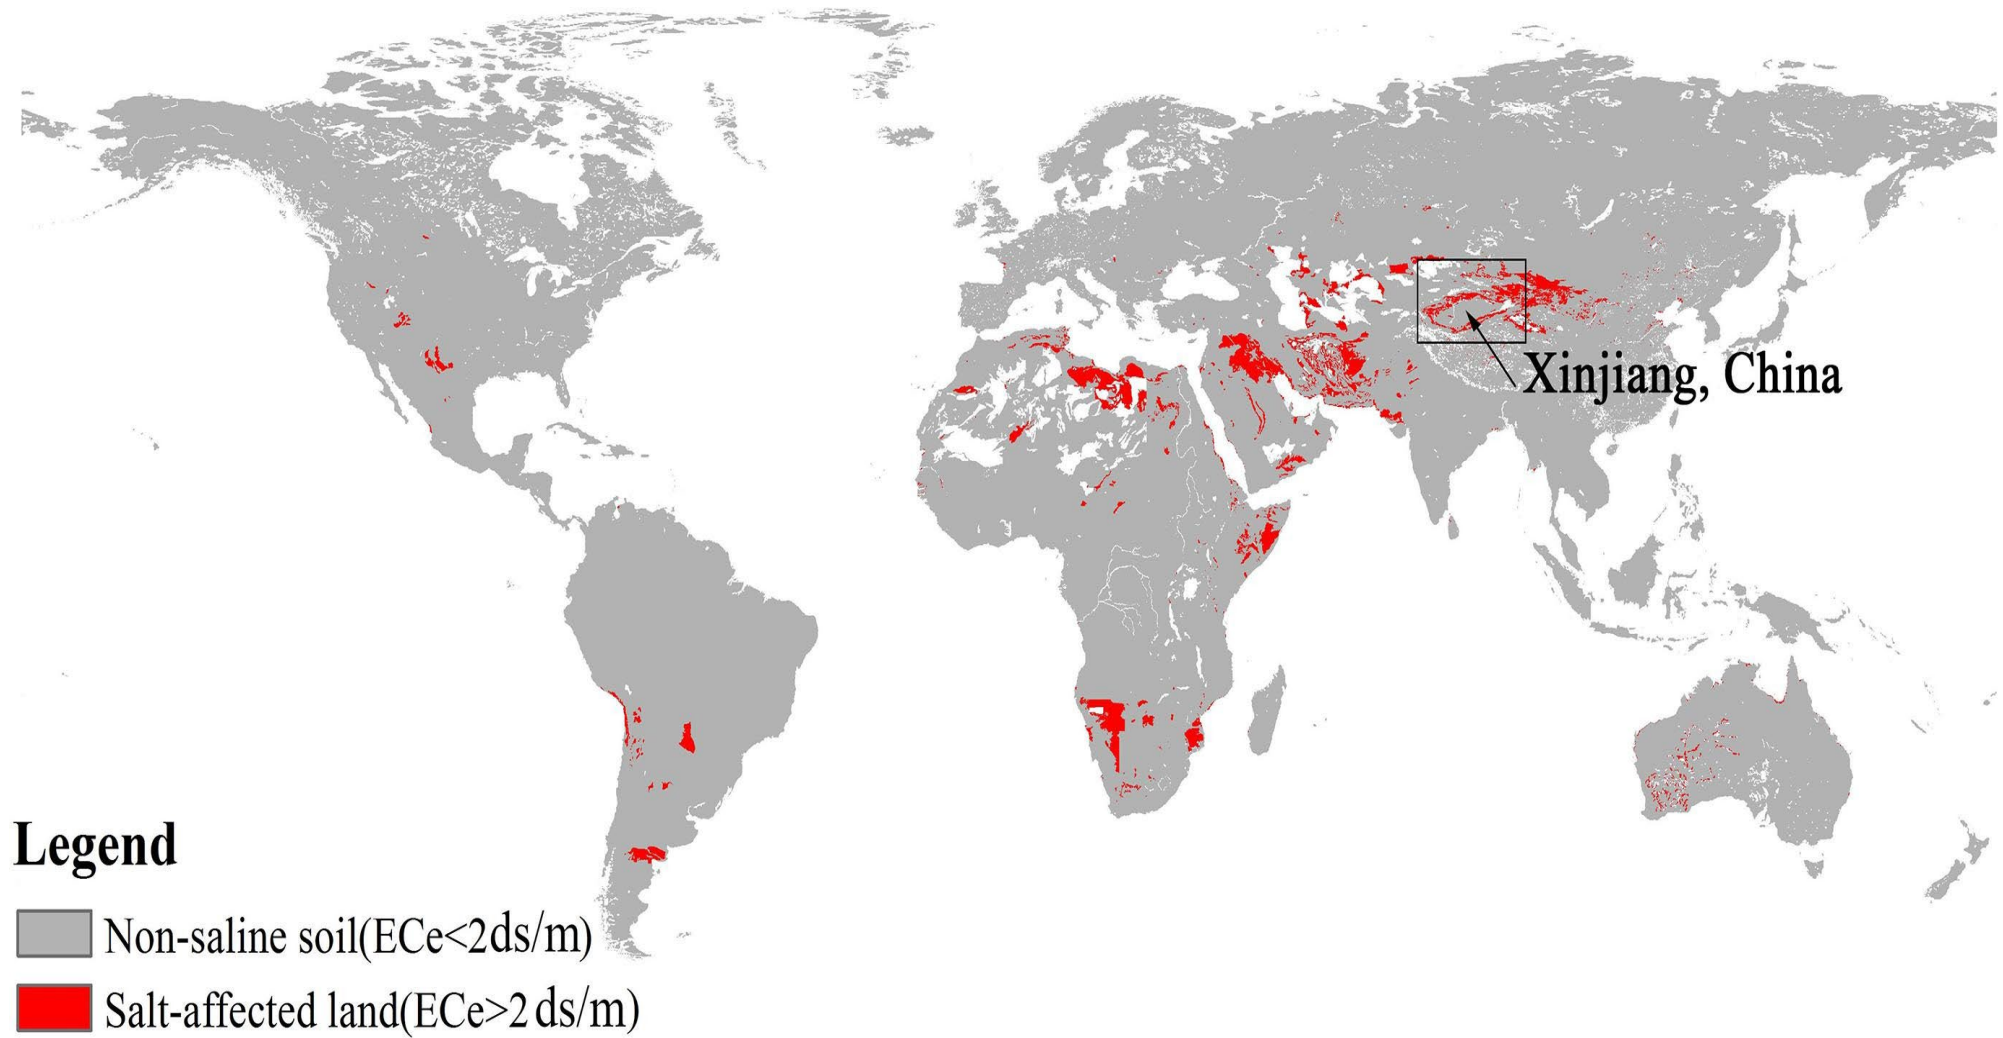 Xinjiang, China
Legend
Non-saline soil(ECe<2ds/m)
Salt-affected land(ECe>2 ds/m)